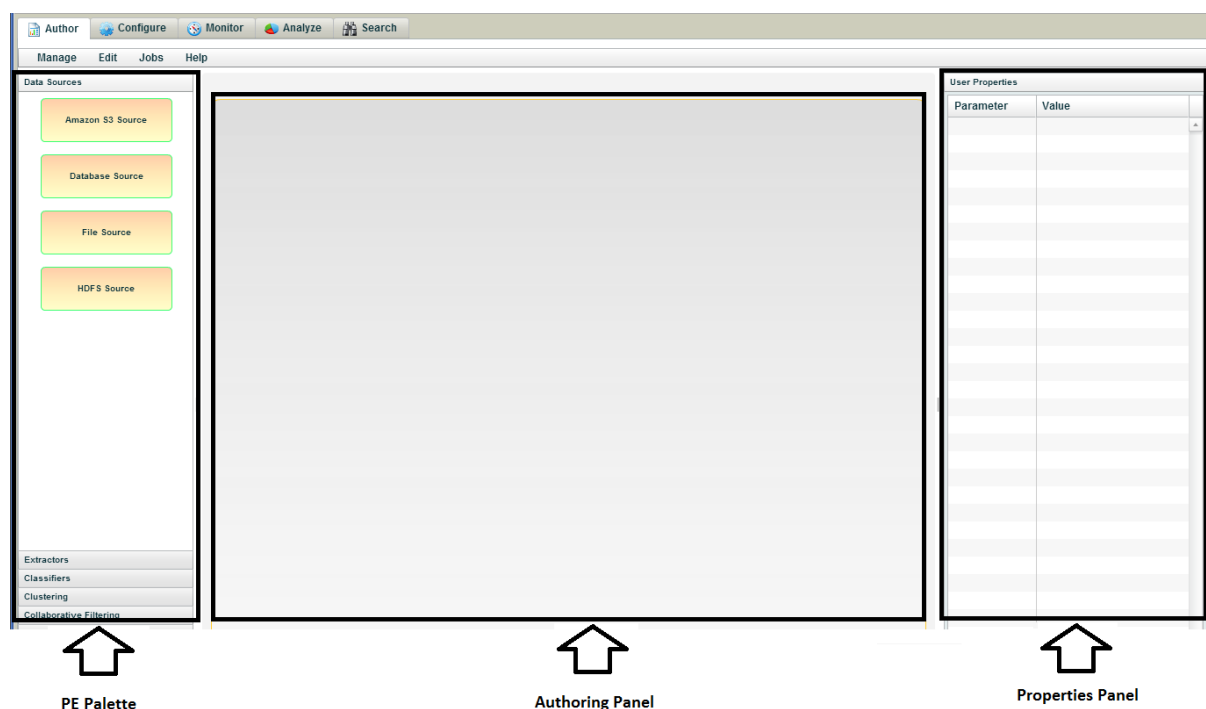 Author Configure Monitor Analyze Search
Manage Edit Jobs Help
Data Sources
Amazon S3 Source
Database Source
File Source
HDFS Source
Extractors
Classifiers
Clustering
Collaborative Filtering
User Properties
Parameter Value
PE Palette
Authoring Panel
Properties Panel